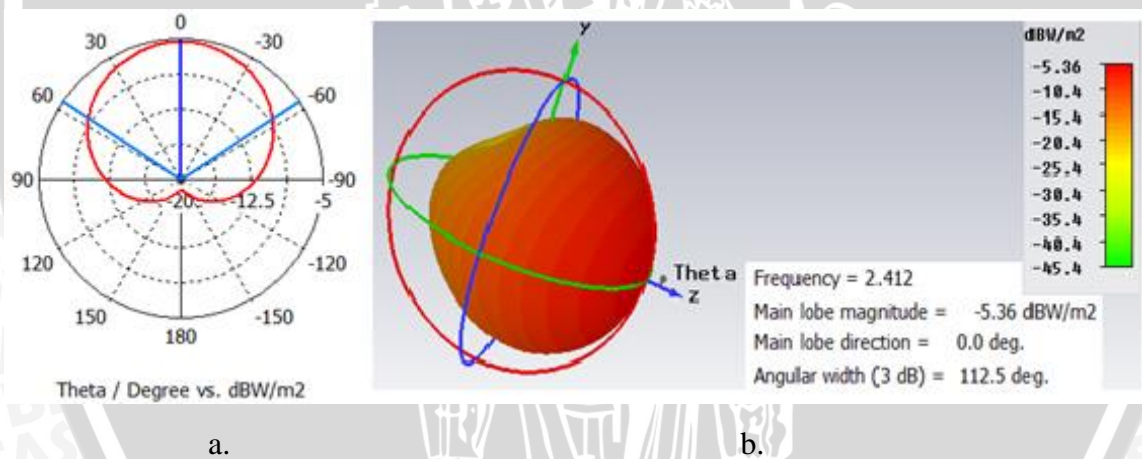 0
30 -30
60 -60
90 -20 -12.5 -5 -90
120 -120
150 -150
180
Theta / Degree vs. dBW/m2
y
Theta
z
dBW/m2
-5.36
-10.4
-15.4
-20.4
-25.4
-30.4
-35.4
-40.4
-45.4
Frequency = 2.412
Main lobe magnitude = -5.36 dBW/m2
Main lobe direction = 0.0 deg.
Angular width (3 dB) = 112.5 deg.
a. b.